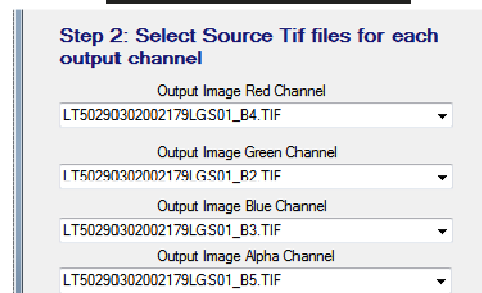 Step 2: Select Source Tif files for each
output channel
Output Image Red Channel
LT50290302002179LGS01_B4.TIF
Output Image Green Channel
LT50290302002179LGS01_B2.TIF
Output Image Blue Channel
LT50290302002179LGS01_B3.TIF
Output Image Alpha Channel
LT50290302002179LGS01_B5.TIF